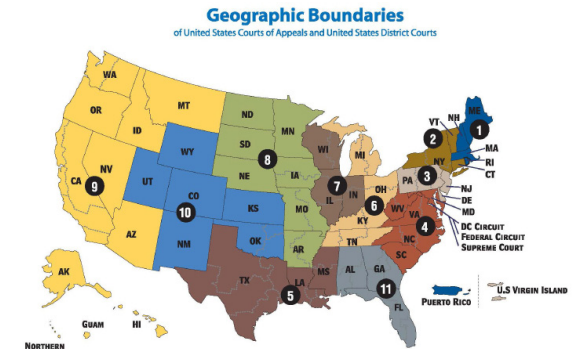 Geographic Boundaries
of United States Courts of Appeals and United States District Courts
WA
OR
ID
MT
NV
CA
9
AZ
AK
HI
GUAM
NORTHERN
WY
UT
CO
10
KS
NM
OK
ND
MN
SD
8
NE
IA
MO
AR
WI
7
IL
IN
MI
OH
6
KY
TN
TX
LA
5
MS
AL
GA
11
FL
WV
VA
4
NC
SC
PA
3
VT
NH
ME
1
2
NY
MA
RI
CT
NJ
DE
MD
DC CIRCUIT
FEDERAL CIRCUIT
SUPREME COURT
PUERTO RICO
U.S VIRGIN ISLAND